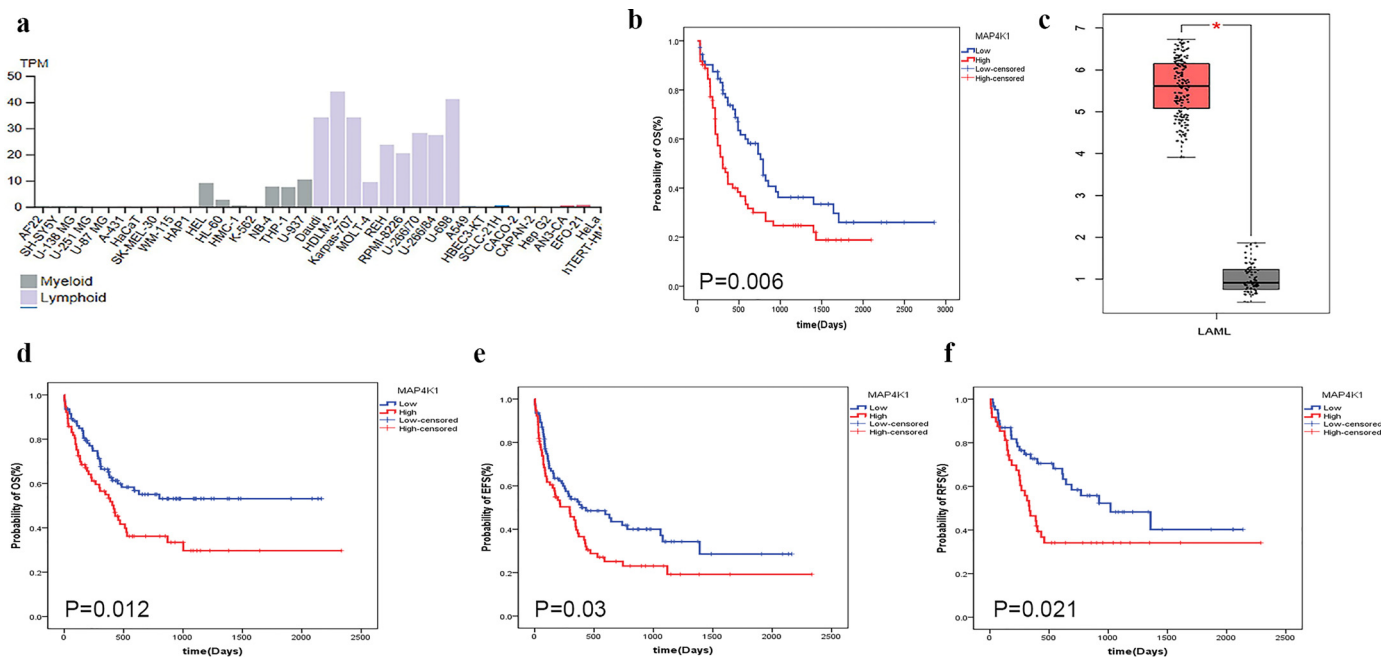 a
TPM
50
40
30
20
10
0
AF22
SH-SY5Y
U-138 MG
U-251 MG
U-87 MG
A-431
HaCaT
SK-MEL-30
WM-115
HAP1
HEL
HL-60
HMC-1
K-562
NB-4
THP-1
U-937
Daudi
HDLM-2
Karpas-707
MOLT-4
REH
RPMI-8226
U-266/70
U-266/84
U-698
A549
HBEC3-KT
SCLC-21H
CACO-2
CAPAN-2
Hep G2
AN3-CA
EFO-21
HeLa
hTERT-HM
Myeloid
Lymphoid
b
MAP4K1
Low
High
Low-censored
High-censored
Probability of OS(%)
1.0
0.8
0.6
0.4
0.2
0.0
P=0.006
0 500 1000 1500 2000 2500 3000
time(Days)
c
7
6
5
4
3
2
1
*
LAML
d
MAP4K1
Low
High
Low-censored
High-censored
Probability of OS(%)
1.0
0.8
0.6
0.4
0.2
0.0
P=0.012
0 500 1000 1500 2000 2500
time(Days)
e
MAP4K1
Low
High
Low-censored
High-censored
Probability of EFS(%)
1.0
0.8
0.6
0.4
0.2
0.0
P=0.03
0 500 1000 1500 2000 2500
time(Days)
f
MAP4K1
Low
High
Low-censored
High-censored
Probability of RFS(%)
1.0
0.8
0.6
0.4
0.2
0.0
P=0.021
0 500 1000 1500 2000 2500
time(Days)